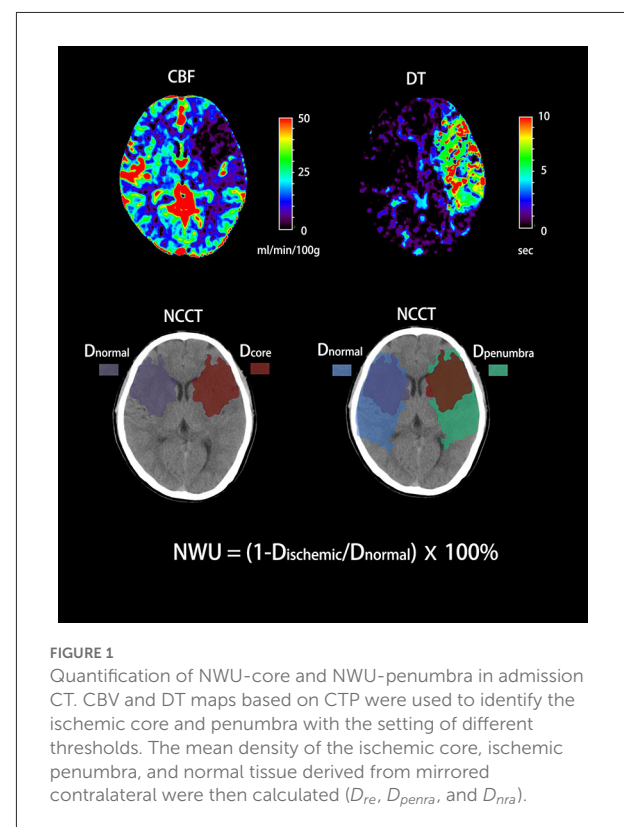 CBF
DT
50
25
0
ml/min/100g
10
5
0
sec
NCCT
NCCT
Dnormal
Dcore
Dnormal
Dpenumbra
NWU = (1-Dischemic/Dnormal) X 100%
FIGURE 1
Quantification of NWU-core and NWU-penumbra in admission
CT. CBV and DT maps based on CTP were used to identify the
ischemic core and penumbra with the setting of different
thresholds. The mean density of the ischemic core, ischemic
penumbra, and normal tissue derived from mirrored
contralateral were then calculated (Dre, Dpenra, and Dnra).